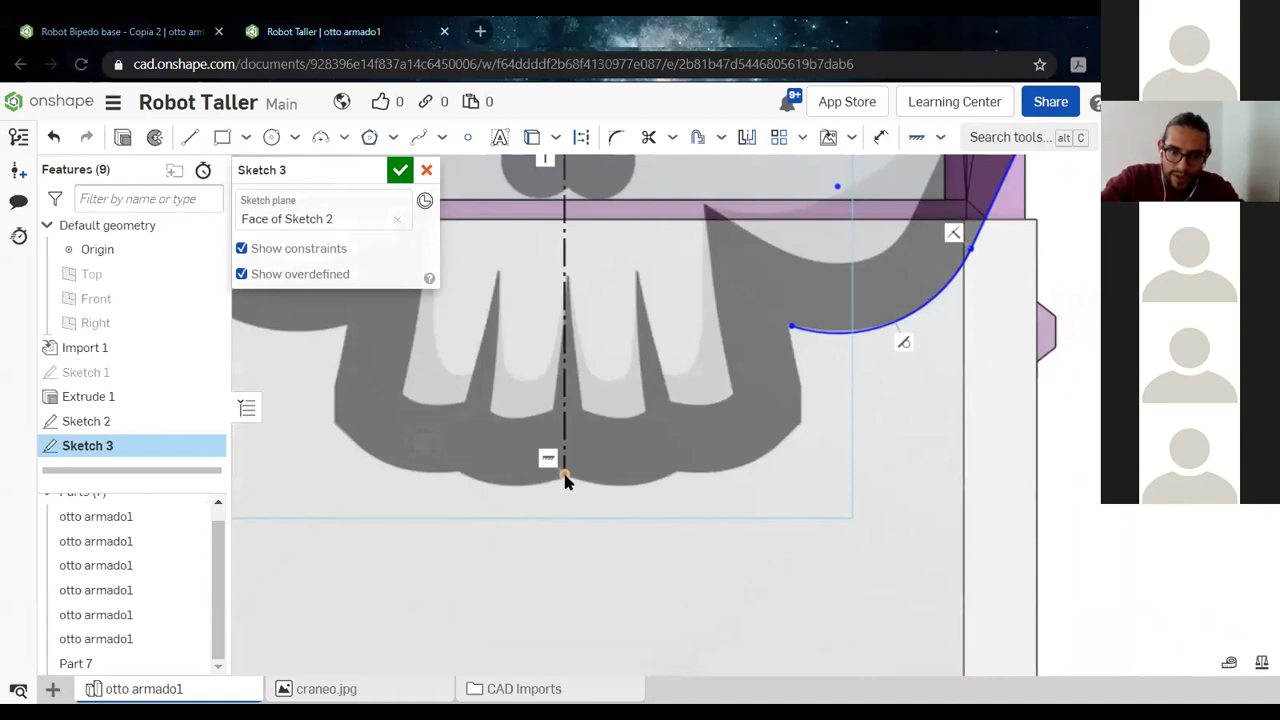 Robot Bipedo base - Copia 2 | otto arm
Robot Taller | otto armado1
cad.onshape.com/documents/928396e14f837a14c6450006/w/f64ddddf2b68f4130977e087/e/2b81b47d5446805619b7dab6
onshape
Robot Taller Main
0
0
0
9+
App Store
Learning Center
Share
Search tools...
alt C
Features (9)
Filter by name or type
Default geometry
Origin
Top
Front
Right
Import 1
Sketch 1
Extrude 1
Sketch 2
Sketch 3
otto armado1
otto armado1
otto armado1
otto armado1
otto armado1
otto armado1
Part 7
Sketch 3
Sketch plane
Face of Sketch 2
Show constraints
Show overdefined
otto armado1
craneo.jpg
CAD Imports